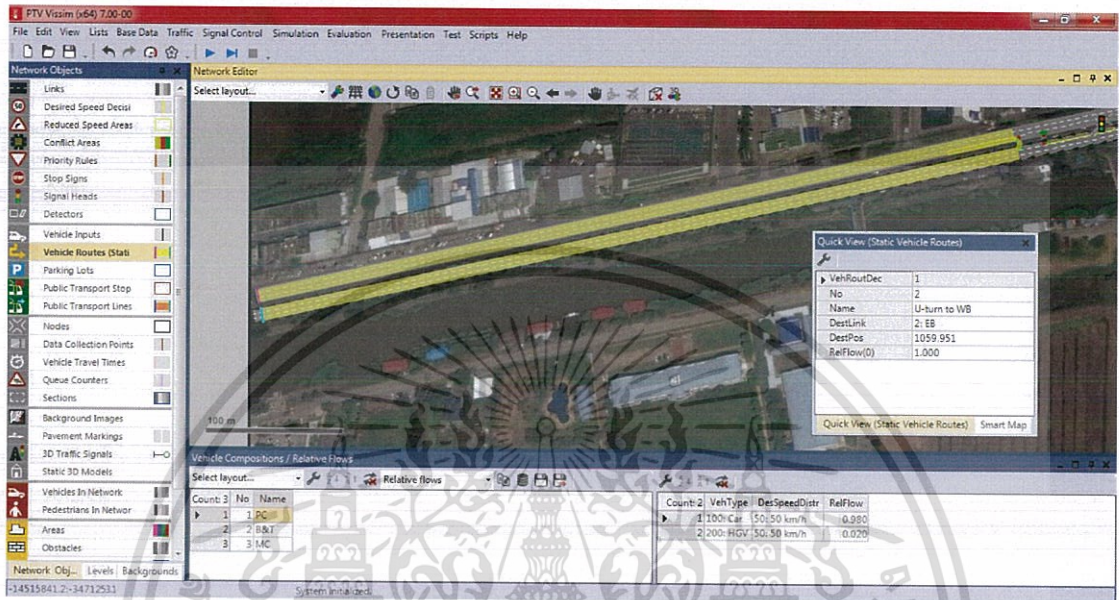 PTV Vissim (x64) 7.00-00
File Edit View Lists Base Data Traffic Signal Control Simulation Evaluation Presentation Test Scripts Help
Network Objects
Links
Desired Speed Decisi
Reduced Speed Areas
Conflict Areas
Priority Rules
Stop Signs
Signal Heads
Detectors
Vehicle Inputs
Vehicle Routes (Stati
Parking Lots
Public Transport Stop
Public Transport Lines
Nodes
Data Collection Points
Vehicle Travel Times
Queue Counters
Sections
Background Images
Pavement Markings
3D Traffic Signals
Static 3D Models
Vehicles In Network
Pedestrians In Networ
Areas
Obstacles
Network Obj... Levels Backgrounds
Network Editor
Select layout...
100 m
Quick View (Static Vehicle Routes)
VehRoutDec 1
No 2
Name U-turn to WB
DestLink 2: EB
DestPos 1059.951
RelFlow(0) 1.000
Quick View (Static Vehicle Routes) Smart Map
Vehicle Compositions / Relative Flows
Select layout... Relative flows
Count: 3 No Name
1 1 PC
2 2 B&T
3 3 MC
Count: 2 VehType DesSpeedDistr RelFlow
1 100: Car 50: 50 km/h 0.980
2 200: HGV 50: 50 km/h 0.020
-14515841.2:-3471253.1 System Initialized.